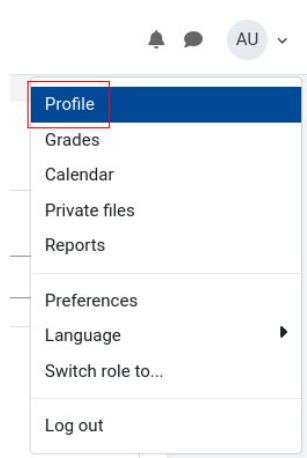 AU
Profile
Grades
Calendar
Private files
Reports
Preferences
Language
Switch role to...
Log out